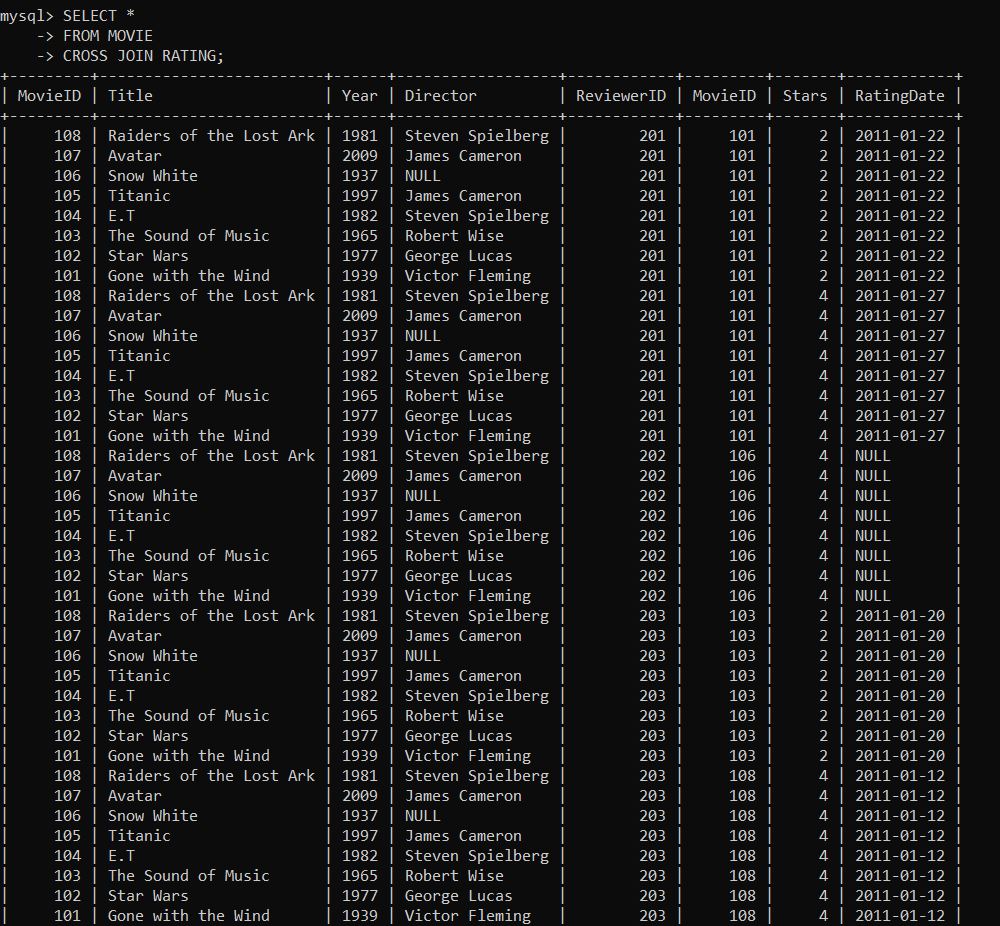 mysql> SELECT *
    -> FROM MOVIE
    -> CROSS JOIN RATING;
+---------+-------------------------+------+------------------+------------+---------+-------+------------+
| MovieID | Title                   | Year | Director         | ReviewerID | MovieID | Stars | RatingDate |
+---------+-------------------------+------+------------------+------------+---------+-------+------------+
|     108 | Raiders of the Lost Ark | 1981 | Steven Spielberg |        201 |     101 |     2 | 2011-01-22 |
|     107 | Avatar                  | 2009 | James Cameron    |        201 |     101 |     2 | 2011-01-22 |
|     106 | Snow White              | 1937 | NULL             |        201 |     101 |     2 | 2011-01-22 |
|     105 | Titanic                 | 1997 | James Cameron    |        201 |     101 |     2 | 2011-01-22 |
|     104 | E.T                     | 1982 | Steven Spielberg |        201 |     101 |     2 | 2011-01-22 |
|     103 | The Sound of Music      | 1965 | Robert Wise      |        201 |     101 |     2 | 2011-01-22 |
|     102 | Star Wars               | 1977 | George Lucas     |        201 |     101 |     2 | 2011-01-22 |
|     101 | Gone with the Wind      | 1939 | Victor Fleming   |        201 |     101 |     2 | 2011-01-22 |
|     108 | Raiders of the Lost Ark | 1981 | Steven Spielberg |        201 |     101 |     4 | 2011-01-27 |
|     107 | Avatar                  | 2009 | James Cameron    |        201 |     101 |     4 | 2011-01-27 |
|     106 | Snow White              | 1937 | NULL             |        201 |     101 |     4 | 2011-01-27 |
|     105 | Titanic                 | 1997 | James Cameron    |        201 |     101 |     4 | 2011-01-27 |
|     104 | E.T                     | 1982 | Steven Spielberg |        201 |     101 |     4 | 2011-01-27 |
|     103 | The Sound of Music      | 1965 | Robert Wise      |        201 |     101 |     4 | 2011-01-27 |
|     102 | Star Wars               | 1977 | George Lucas     |        201 |     101 |     4 | 2011-01-27 |
|     101 | Gone with the Wind      | 1939 | Victor Fleming   |        201 |     101 |     4 | 2011-01-27 |
|     108 | Raiders of the Lost Ark | 1981 | Steven Spielberg |        202 |     106 |     4 | NULL       |
|     107 | Avatar                  | 2009 | James Cameron    |        202 |     106 |     4 | NULL       |
|     106 | Snow White              | 1937 | NULL             |        202 |     106 |     4 | NULL       |
|     105 | Titanic                 | 1997 | James Cameron    |        202 |     106 |     4 | NULL       |
|     104 | E.T                     | 1982 | Steven Spielberg |        202 |     106 |     4 | NULL       |
|     103 | The Sound of Music      | 1965 | Robert Wise      |        202 |     106 |     4 | NULL       |
|     102 | Star Wars               | 1977 | George Lucas     |        202 |     106 |     4 | NULL       |
|     101 | Gone with the Wind      | 1939 | Victor Fleming   |        202 |     106 |     4 | NULL       |
|     108 | Raiders of the Lost Ark | 1981 | Steven Spielberg |        203 |     103 |     2 | 2011-01-20 |
|     107 | Avatar                  | 2009 | James Cameron    |        203 |     103 |     2 | 2011-01-20 |
|     106 | Snow White              | 1937 | NULL             |        203 |     103 |     2 | 2011-01-20 |
|     105 | Titanic                 | 1997 | James Cameron    |        203 |     103 |     2 | 2011-01-20 |
|     104 | E.T                     | 1982 | Steven Spielberg |        203 |     103 |     2 | 2011-01-20 |
|     103 | The Sound of Music      | 1965 | Robert Wise      |        203 |     103 |     2 | 2011-01-20 |
|     102 | Star Wars               | 1977 | George Lucas     |        203 |     103 |     2 | 2011-01-20 |
|     101 | Gone with the Wind      | 1939 | Victor Fleming   |        203 |     103 |     2 | 2011-01-20 |
|     108 | Raiders of the Lost Ark | 1981 | Steven Spielberg |        203 |     108 |     4 | 2011-01-12 |
|     107 | Avatar                  | 2009 | James Cameron    |        203 |     108 |     4 | 2011-01-12 |
|     106 | Snow White              | 1937 | NULL             |        203 |     108 |     4 | 2011-01-12 |
|     105 | Titanic                 | 1997 | James Cameron    |        203 |     108 |     4 | 2011-01-12 |
|     104 | E.T                     | 1982 | Steven Spielberg |        203 |     108 |     4 | 2011-01-12 |
|     103 | The Sound of Music      | 1965 | Robert Wise      |        203 |     108 |     4 | 2011-01-12 |
|     102 | Star Wars               | 1977 | George Lucas     |        203 |     108 |     4 | 2011-01-12 |
|     101 | Gone with the Wind      | 1939 | Victor Fleming   |        203 |     108 |     4 | 2011-01-12 |